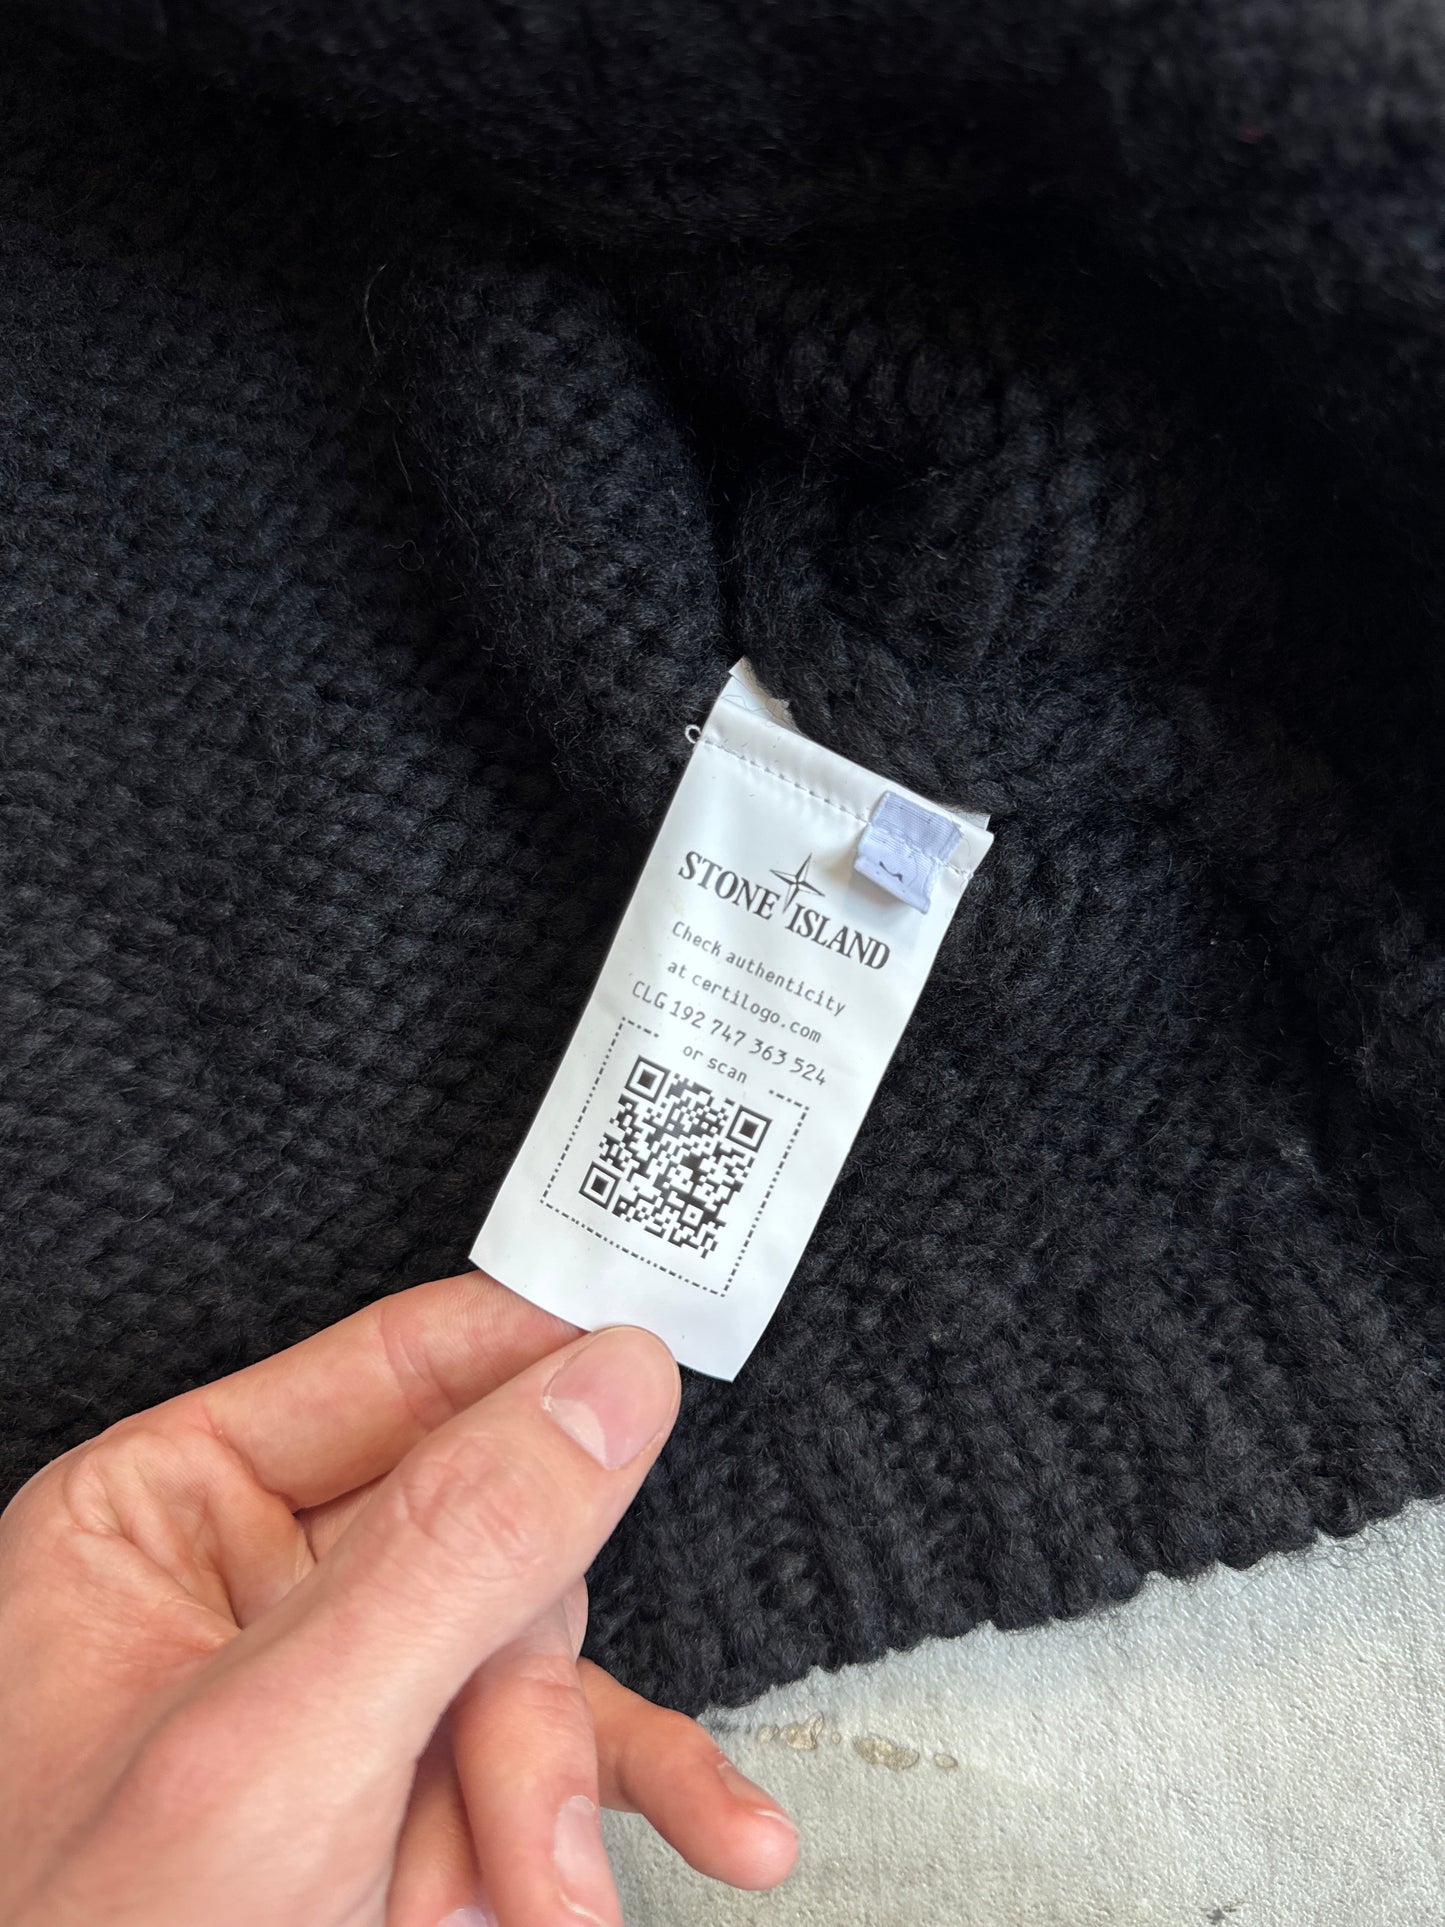 STONE ISLAND
Check authenticity
at certilogo.com
CLG 192 747 363 524
or scan